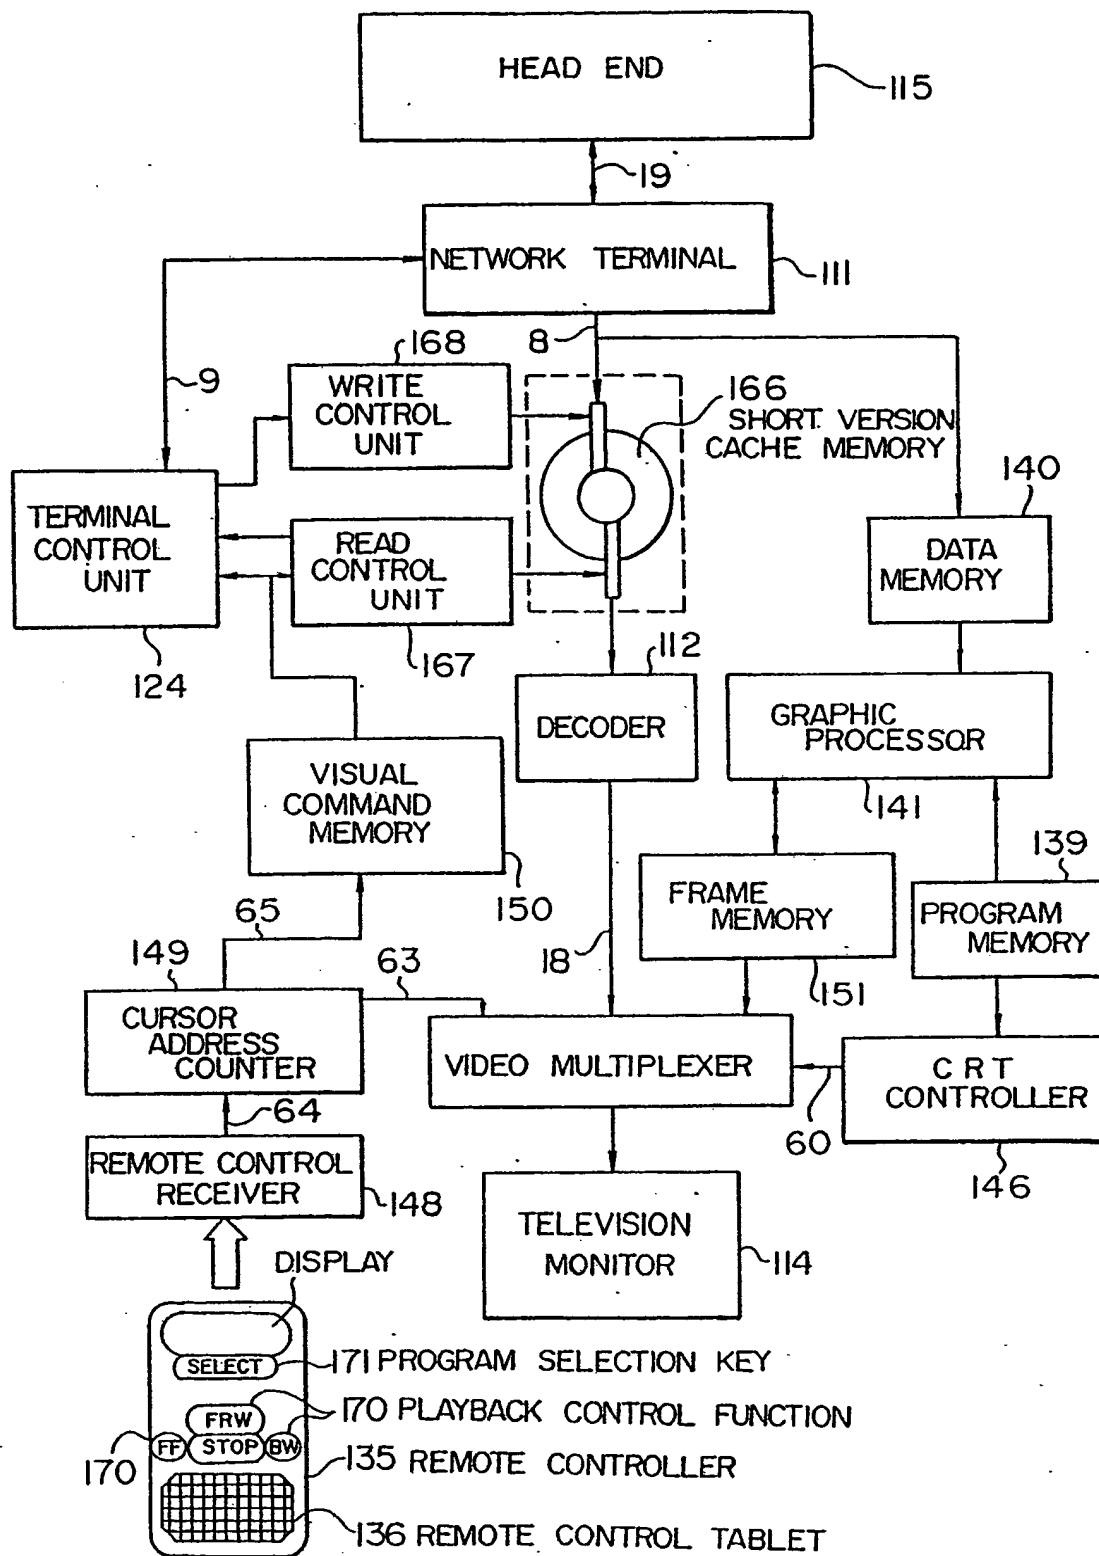 HEAD END
115
19
NETWORK TERMINAL
111
8
168
9
WRITE
CONTROL
UNIT
166
SHORT VERSION
CACHE MEMORY
140
TERMINAL
CONTROL
UNIT
READ
CONTROL
UNIT
DATA
MEMORY
124
167
112
DECODER
GRAPHIC
PROCESSOR
VISUAL
COMMAND
MEMORY
141
139
150
FRAME
MEMORY
PROGRAM
MEMORY
65
149
63
18
151
CURSOR
ADDRESS
COUNTER
VIDEO MULTIPLEXER
CRT
CONTROLLER
64
60
REMOTE CONTROL
RECEIVER
148
146
TELEVISION
MONITOR
114
DISPLAY
SELECT
171 PROGRAM SELECTION KEY
FRW
170 PLAYBACK CONTROL FUNCTION
FF STOP BW
170
135 REMOTE CONTROLLER
136 REMOTE CONTROL TABLET